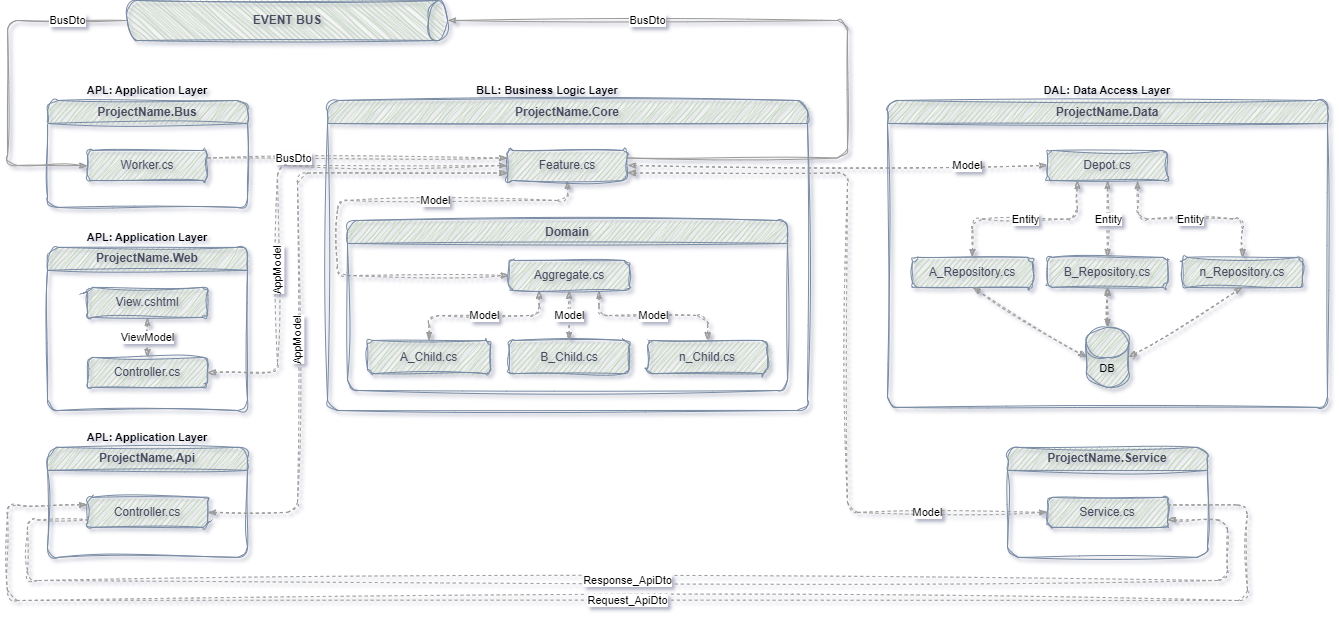 EVENT BUS
BusDto
BusDto
APL: Application Layer
ProjectName.Bus
Worker.cs
BusDto
APL: Application Layer
ProjectName.Web
View.cshtml
ViewModel
Controller.cs
AppModel
APL: Application Layer
ProjectName.Api
Controller.cs
AppModel
BLL: Business Logic Layer
ProjectName.Core
Feature.cs
Model
Domain
Aggregate.cs
Model
Model
Model
A_Child.cs
B_Child.cs
n_Child.cs
DAL: Data Access Layer
ProjectName.Data
Model
Depot.cs
Entity
Entity
Entity
A_Repository.cs
B_Repository.cs
n_Repository.cs
DB
ProjectName.Service
Model
Service.cs
Response_ApiDto
Request_ApiDto